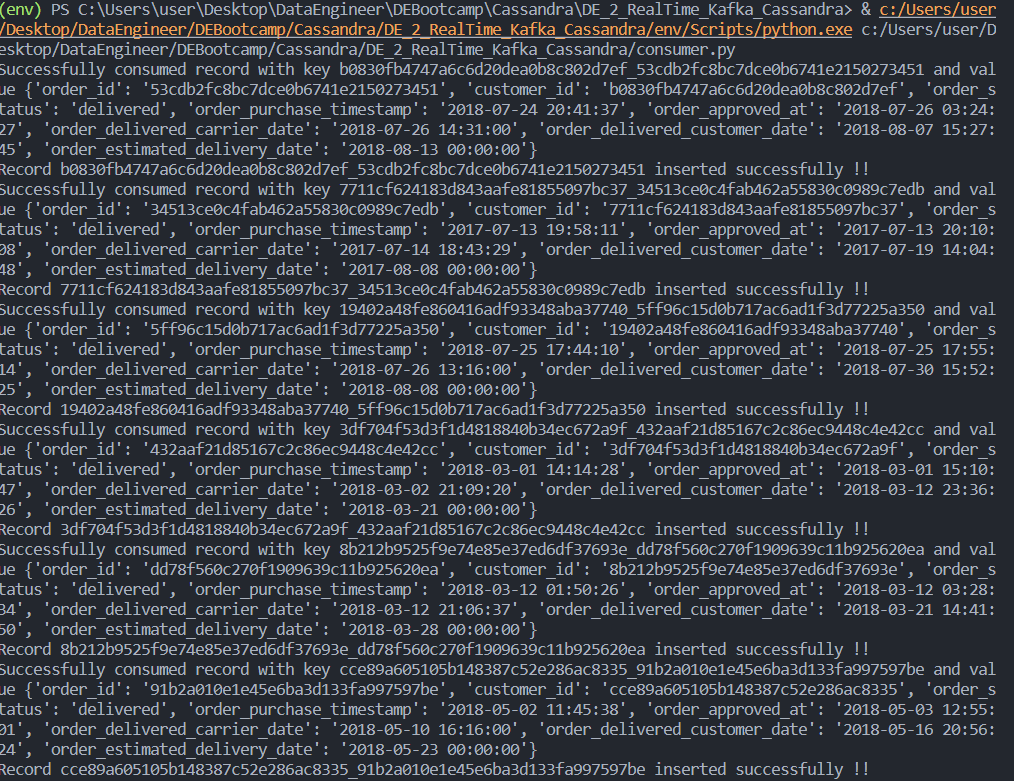 (env) PS C:\Users\user\Desktop\DataEngineer\DEBootcamp\Cassandra\DE_2_RealTime_Kafka_Cassandra> & c:/Users/user
/Desktop/DataEngineer/DEBootcamp/Cassandra/DE_2_RealTime_Kafka_Cassandra/env/Scripts/python.exe c:/Users/user/D
esktop/DataEngineer/DEBootcamp/Cassandra/DE_2_RealTime_Kafka_Cassandra/consumer.py
Successfully consumed record with key b0830fb4747a6c6d20dea0b8c802d7ef_53cdb2fc8bc7dce0b6741e2150273451 and val
ue {'order_id': '53cdb2fc8bc7dce0b6741e2150273451', 'customer_id': 'b0830fb4747a6c6d20dea0b8c802d7ef', 'order_s
tatus': 'delivered', 'order_purchase_timestamp': '2018-07-24 20:41:37', 'order_approved_at': '2018-07-26 03:24:
27', 'order_delivered_carrier_date': '2018-07-26 14:31:00', 'order_delivered_customer_date': '2018-08-07 15:27:
45', 'order_estimated_delivery_date': '2018-08-13 00:00:00'}
Record b0830fb4747a6c6d20dea0b8c802d7ef_53cdb2fc8bc7dce0b6741e2150273451 inserted successfully !!
Successfully consumed record with key 7711cf624183d843aafe81855097bc37_34513ce0c4fab462a55830c0989c7edb and val
ue {'order_id': '34513ce0c4fab462a55830c0989c7edb', 'customer_id': '7711cf624183d843aafe81855097bc37', 'order_s
tatus': 'delivered', 'order_purchase_timestamp': '2017-07-13 19:58:11', 'order_approved_at': '2017-07-13 20:10:
08', 'order_delivered_carrier_date': '2017-07-14 18:43:29', 'order_delivered_customer_date': '2017-07-19 14:04:
48', 'order_estimated_delivery_date': '2017-08-08 00:00:00'}
Record 7711cf624183d843aafe81855097bc37_34513ce0c4fab462a55830c0989c7edb inserted successfully !!
Successfully consumed record with key 19402a48fe860416adf93348aba37740_5ff96c15d0b717ac6ad1f3d77225a350 and val
ue {'order_id': '5ff96c15d0b717ac6ad1f3d77225a350', 'customer_id': '19402a48fe860416adf93348aba37740', 'order_s
tatus': 'delivered', 'order_purchase_timestamp': '2018-07-25 17:44:10', 'order_approved_at': '2018-07-25 17:55:
14', 'order_delivered_carrier_date': '2018-07-26 13:16:00', 'order_delivered_customer_date': '2018-07-30 15:52:
25', 'order_estimated_delivery_date': '2018-08-08 00:00:00'}
Record 19402a48fe860416adf93348aba37740_5ff96c15d0b717ac6ad1f3d77225a350 inserted successfully !!
Successfully consumed record with key 3df704f53d3f1d4818840b34ec672a9f_432aaf21d85167c2c86ec9448c4e42cc and val
ue {'order_id': '432aaf21d85167c2c86ec9448c4e42cc', 'customer_id': '3df704f53d3f1d4818840b34ec672a9f', 'order_s
tatus': 'delivered', 'order_purchase_timestamp': '2018-03-01 14:14:28', 'order_approved_at': '2018-03-01 15:10:
47', 'order_delivered_carrier_date': '2018-03-02 21:09:20', 'order_delivered_customer_date': '2018-03-12 23:36:
26', 'order_estimated_delivery_date': '2018-03-21 00:00:00'}
Record 3df704f53d3f1d4818840b34ec672a9f_432aaf21d85167c2c86ec9448c4e42cc inserted successfully !!
Successfully consumed record with key 8b212b9525f9e74e85e37ed6df37693e_dd78f560c270f1909639c11b925620ea and val
ue {'order_id': 'dd78f560c270f1909639c11b925620ea', 'customer_id': '8b212b9525f9e74e85e37ed6df37693e', 'order_s
tatus': 'delivered', 'order_purchase_timestamp': '2018-03-12 01:50:26', 'order_approved_at': '2018-03-12 03:28:
34', 'order_delivered_carrier_date': '2018-03-12 21:06:37', 'order_delivered_customer_date': '2018-03-21 14:41:
50', 'order_estimated_delivery_date': '2018-03-28 00:00:00'}
Record 8b212b9525f9e74e85e37ed6df37693e_dd78f560c270f1909639c11b925620ea inserted successfully !!
Successfully consumed record with key cce89a605105b148387c52e286ac8335_91b2a010e1e45e6ba3d133fa997597be and val
ue {'order_id': '91b2a010e1e45e6ba3d133fa997597be', 'customer_id': 'cce89a605105b148387c52e286ac8335', 'order_s
tatus': 'delivered', 'order_purchase_timestamp': '2018-05-02 11:45:38', 'order_approved_at': '2018-05-03 12:55:
01', 'order_delivered_carrier_date': '2018-05-10 16:16:00', 'order_delivered_customer_date': '2018-05-16 20:56:
24', 'order_estimated_delivery_date': '2018-05-23 00:00:00'}
Record cce89a605105b148387c52e286ac8335_91b2a010e1e45e6ba3d133fa997597be inserted successfully !!